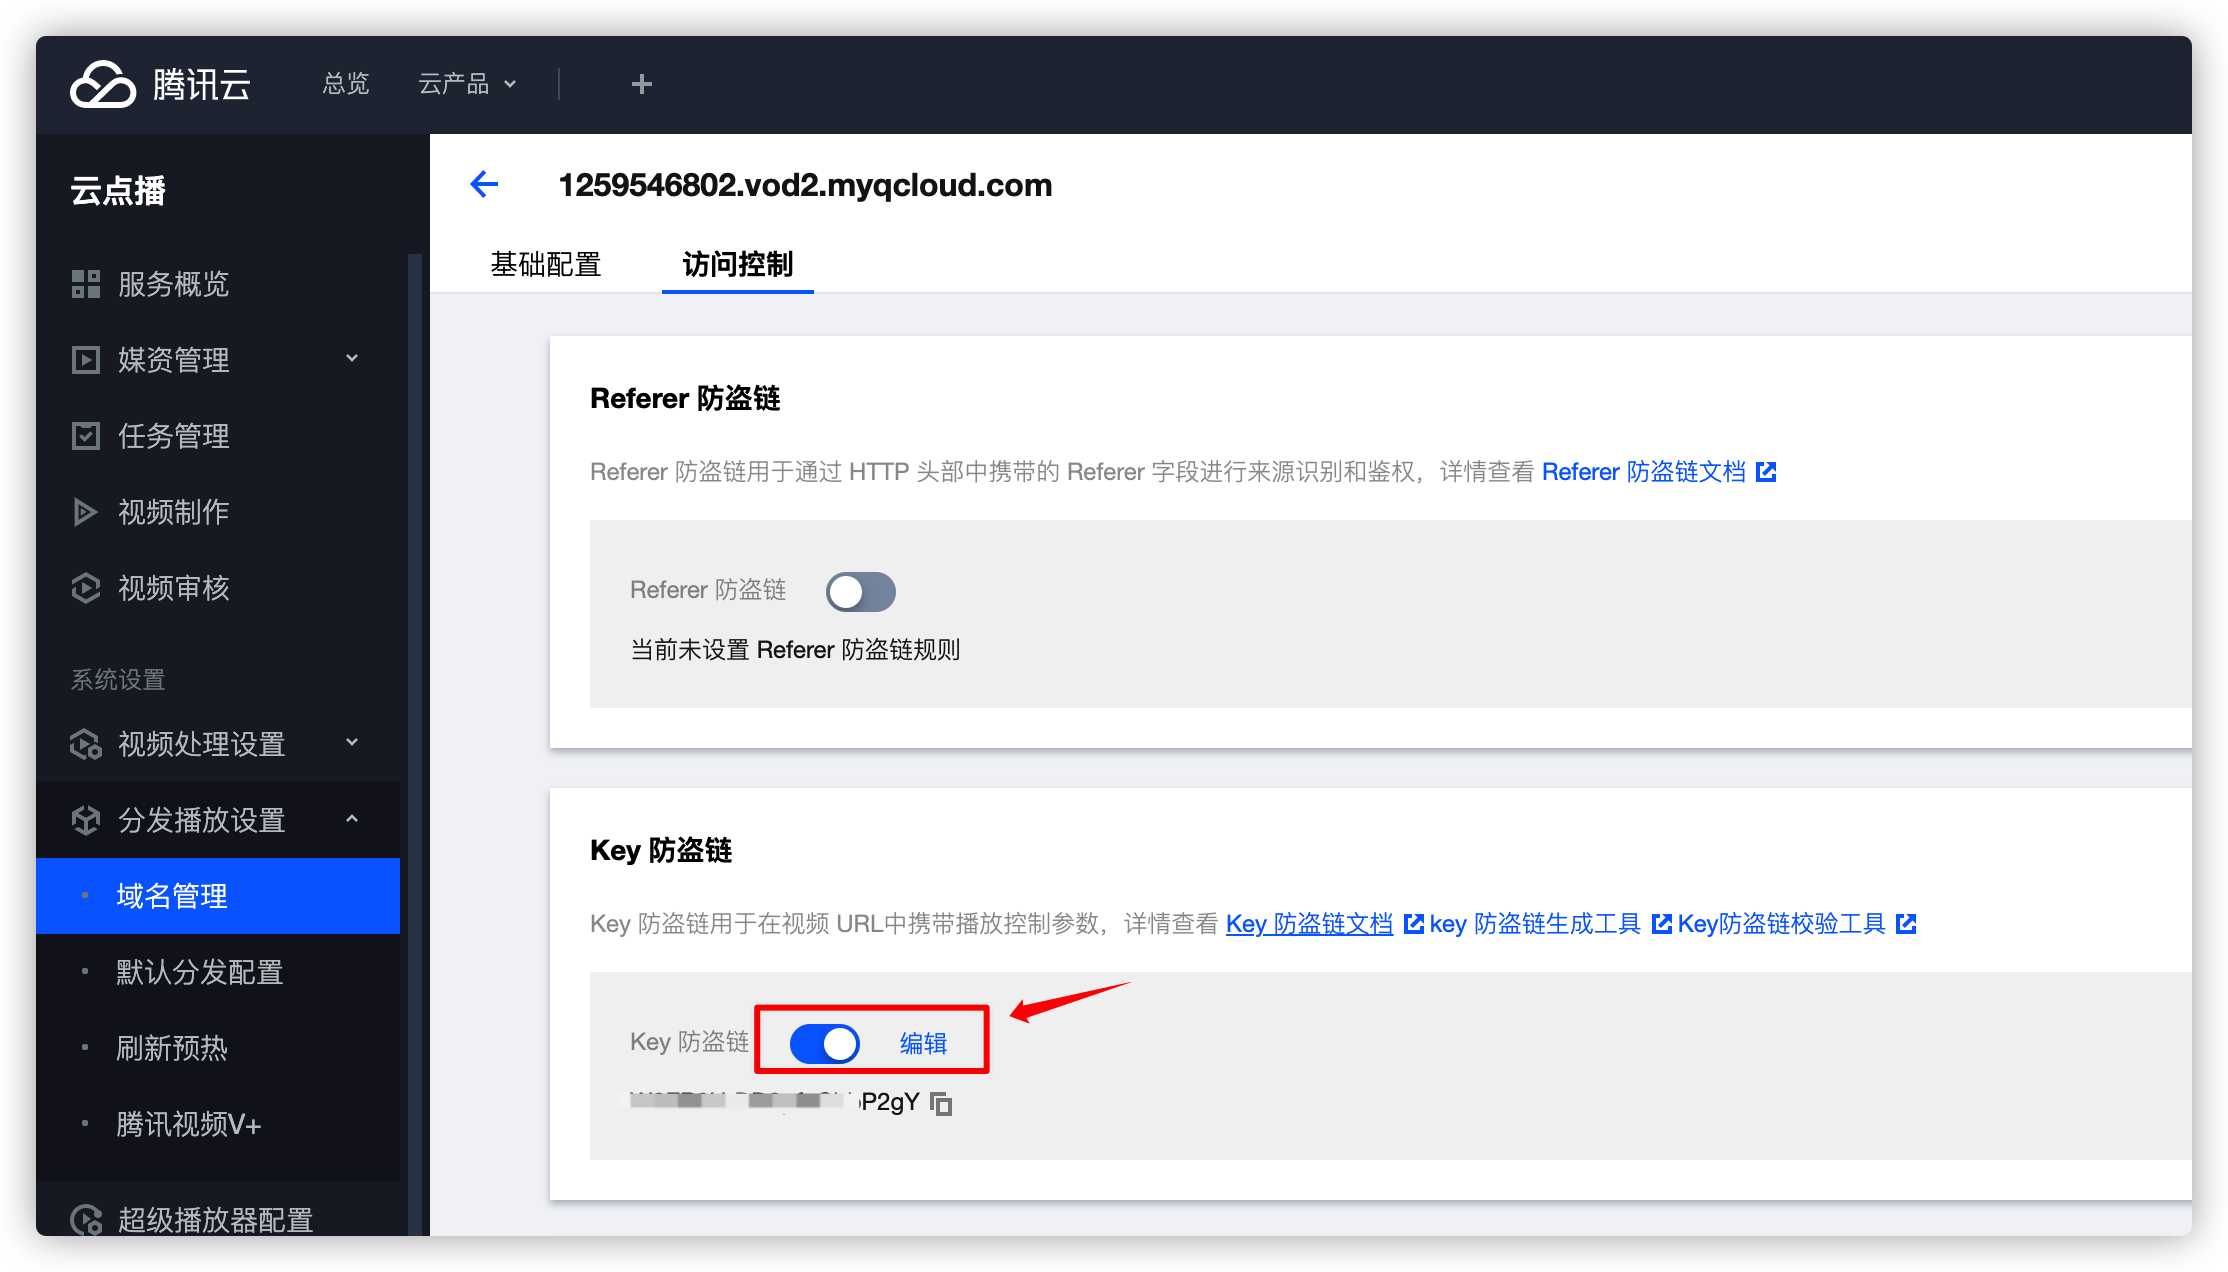 腾讯云
总览
云产品
云点播
服务概览
媒资管理
任务管理
视频制作
视频审核
系统设置
视频处理设置
分发播放设置
域名管理
默认分发配置
刷新预热
腾讯视频V+
超级播放器配置
1259546802.vod2.myqcloud.com
基础配置
访问控制
Referer 防盗链
Referer 防盗链用于通过 HTTP 头部中携带的 Referer 字段进行来源识别和鉴权，详情查看 Referer 防盗链文档
Referer 防盗链
当前未设置 Referer 防盗链规则
Key 防盗链
Key 防盗链用于在视频 URL中携带播放控制参数，详情查看 Key 防盗链文档 key 防盗链生成工具 Key防盗链校验工具
Key 防盗链 编辑
P2gY